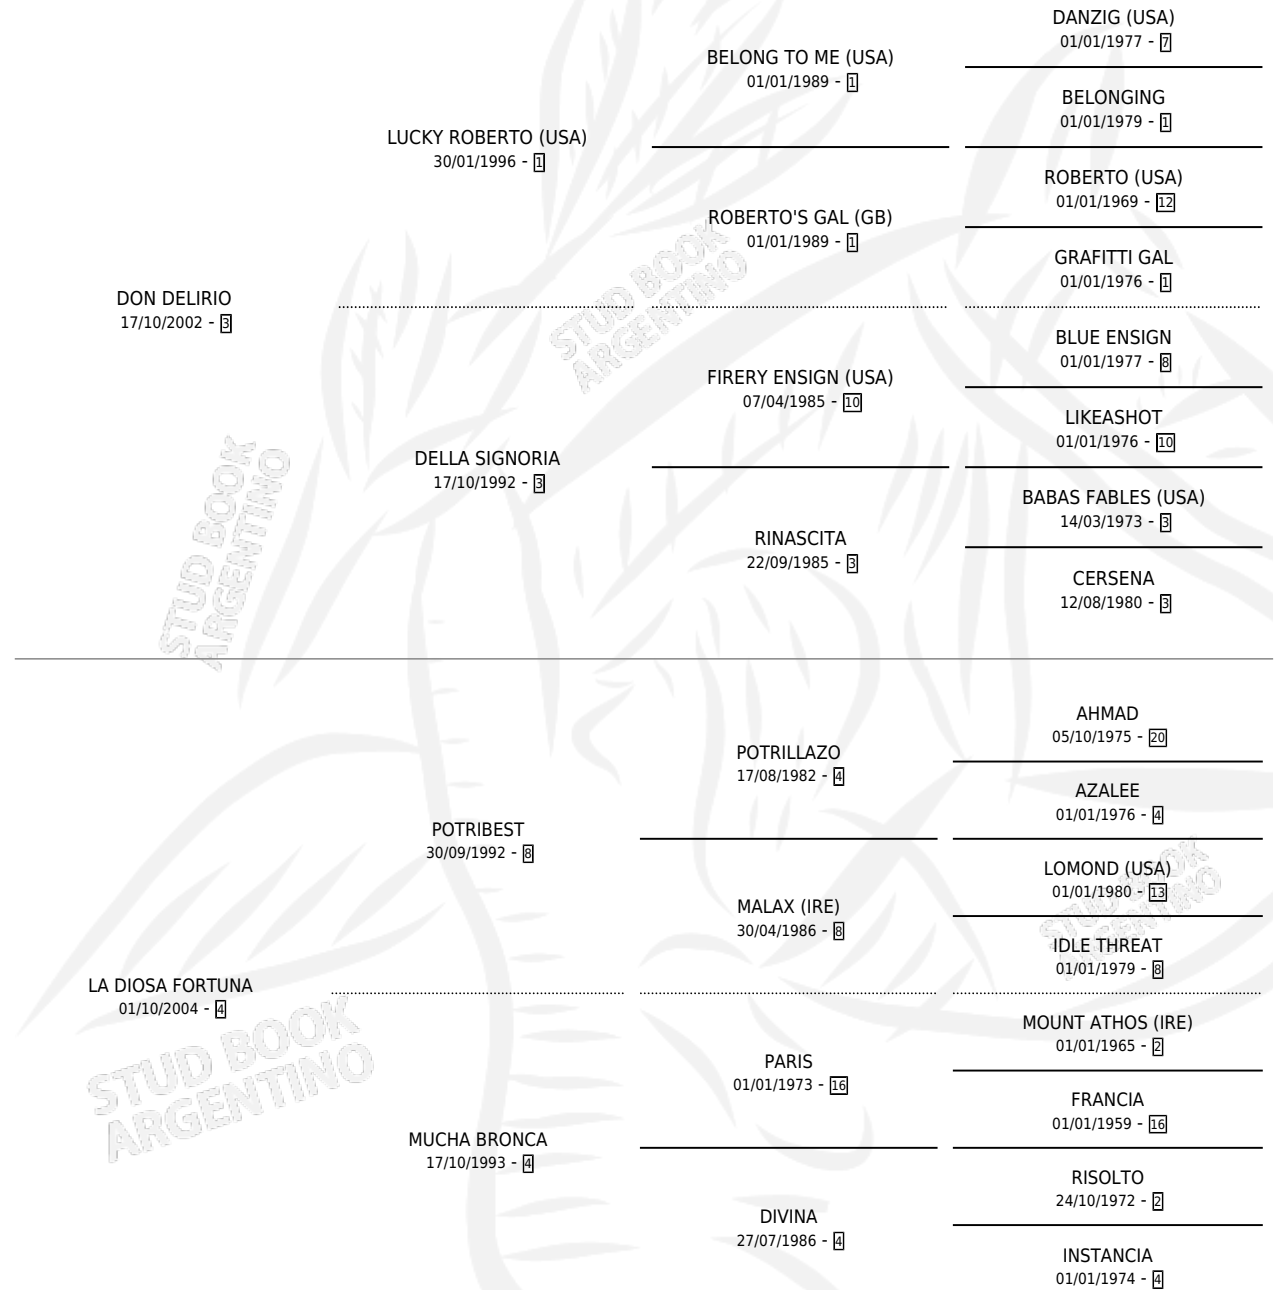 DANZIG (USA)
01/01/1977 - 7
BELONG TO ME (USA)
01/01/1989 - 1
BELONGING
01/01/1979 - 1
LUCKY ROBERTO (USA)
30/01/1996 - 1
ROBERTO (USA)
01/01/1969 - 12
ROBERTO'S GAL (GB)
01/01/1989 - 1
GRAFITTI GAL
01/01/1976 - 1
DON DELIRIO
17/10/2002 - 3
BLUE ENSIGN
01/01/1977 - 8
FIRERY ENSIGN (USA)
07/04/1985 - 10
LIKEASHOT
01/01/1976 - 10
DELLA SIGNORIA
17/10/1992 - 3
BABAS FABLES (USA)
14/03/1973 - 3
RINASCITA
22/09/1985 - 3
CERSENA
12/08/1980 - 3
AHMAD
05/10/1975 - 20
POTRILLAZO
17/08/1982 - 4
AZALEE
01/01/1976 - 4
POTRIBEST
30/09/1992 - 8
LOMOND (USA)
01/01/1980 - 13
MALAX (IRE)
30/04/1986 - 8
IDLE THREAT
01/01/1979 - 8
LA DIOSA FORTUNA
01/10/2004 - 4
MOUNT ATHOS (IRE)
01/01/1965 - 2
PARIS
01/01/1973 - 16
FRANCIA
01/01/1959 - 16
MUCHA BRONCA
17/10/1993 - 4
RISOLTO
24/10/1972 - 2
DIVINA
27/07/1986 - 4
INSTANCIA
01/01/1974 - 4
STUD BOOK
ARGENTINO
STUD BOOK
ARGENTINO
STUD BOOK
ARGENTINO
STUD BOOK
ARGENTINO